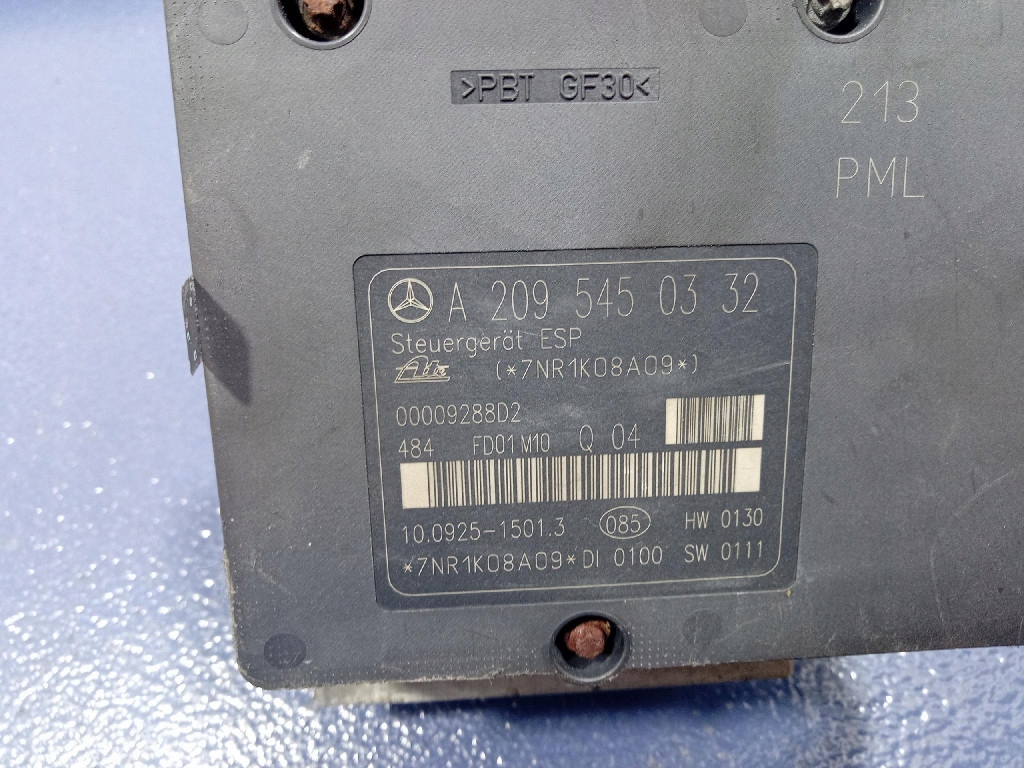 >PBT GF30<
213
PML
A 209 545 03 32
Steuergerät ESP
Ate (*7NR1K08A09*)
00009288D2
484 FD01 M10 Q 04
10.0925-1501.3 085 HW 0130
*7NR1K08A09* DI 0100 SW 0111